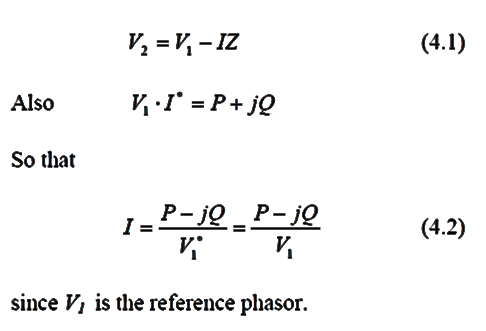 V₂ = V₁ − IZ (4.1)
Also V₁ · I* = P + jQ
So that
I = (P − jQ) / V₁* = (P − jQ) / V₁ (4.2)
since V₁ is the reference phasor.